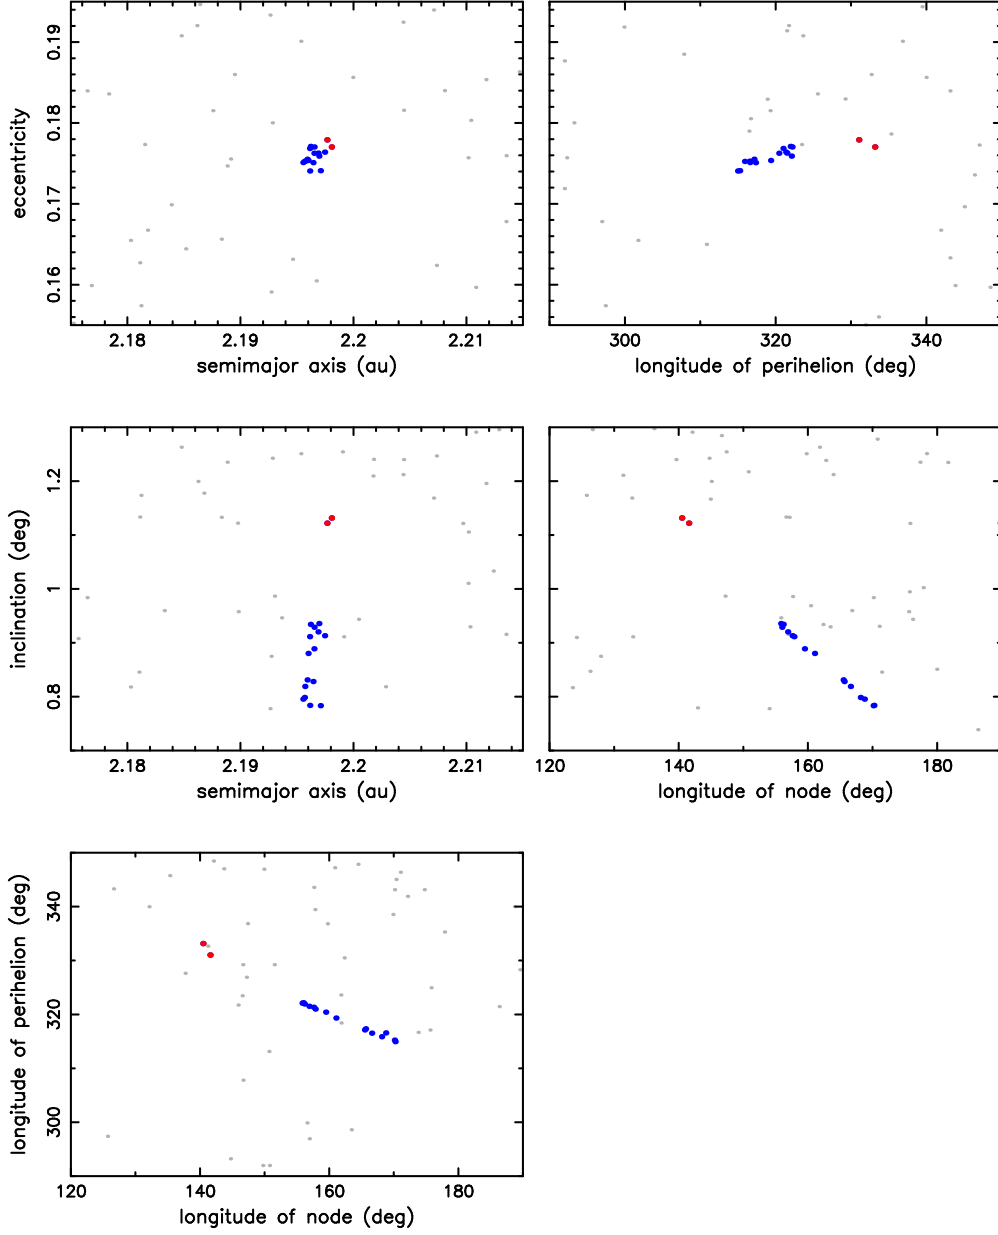 0.19
0.18
0.17
0.16
eccentricity
2.18 2.19 2.2 2.21
semimajor axis (au)
300 320 340
longitude of perihelion (deg)
1.2
1
0.8
inclination (deg)
2.18 2.19 2.2 2.21
semimajor axis (au)
120 140 160 180
longitude of node (deg)
340
320
300
longitude of perihelion (deg)
120 140 160 180
longitude of node (deg)